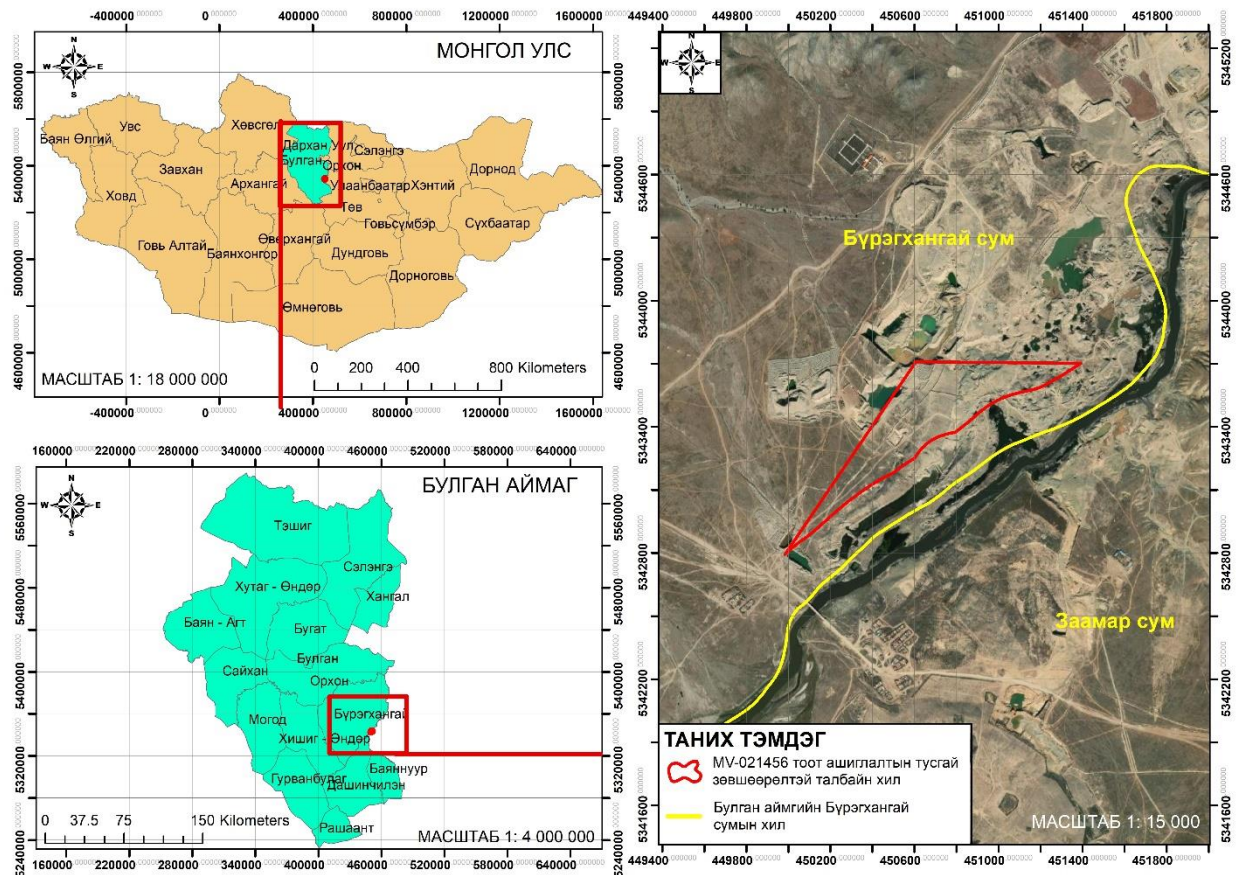 МОНГОЛ УЛС
N
W E
S
-400000 0 400000 800000 1200000 1600000
5800000
5400000
5000000
4600000
Баян Өлгий
Увс
Хөвсгөл
Дархан Уул
Сэлэнгэ
Булган
Орхон
Завхан
Архангай
Улаанбаатар
Хэнтий
Дорнод
Ховд
Төв
Говь Алтай
Баянхонгор
Өверхангай
Говьсүмбэр
Сүхбаатар
Дундговь
Дорноговь
Өмнөговь
0 200 400 800 Kilometers
МАСШТАБ 1: 18 000 000
-400000 0 400000 800000 1200000 1600000
160000 220000 280000 340000 400000 460000 520000 580000 640000
БУЛГАН АЙМАГ
N
W E
S
5560000
5480000
5400000
5320000
5240000
Тэшиг
Сэлэнгэ
Хутаг - Өндөр
Хангал
Баян - Агт
Бугат
Булган
Сайхан
Орхон
Бүрэгхангай
Могод
Хишиг - Өндөр
Гурванбулаг
Баяннуур
Дашинчилэн
Рашаант
0 37.5 75 150 Kilometers
МАСШТАБ 1: 4 000 000
160000 220000 280000 340000 400000 460000 520000 580000 640000
449400 449800 450200 450600 451000 451400 451800
N
W E
S
5345200
5344600
5344000
5343400
5342800
5342200
5341600
Бүрэгхангай сум
Заамар сум
ТАНИХ ТЭМДЭГ
MV-021456 тоот ашиглалтын тусгай
зөвшөөрөлтэй талбайн хил
Булган аймгийн Бүрэгхангай
сумын хил
МАСШТАБ 1: 15 000
449400 449800 450200 450600 451000 451400 451800